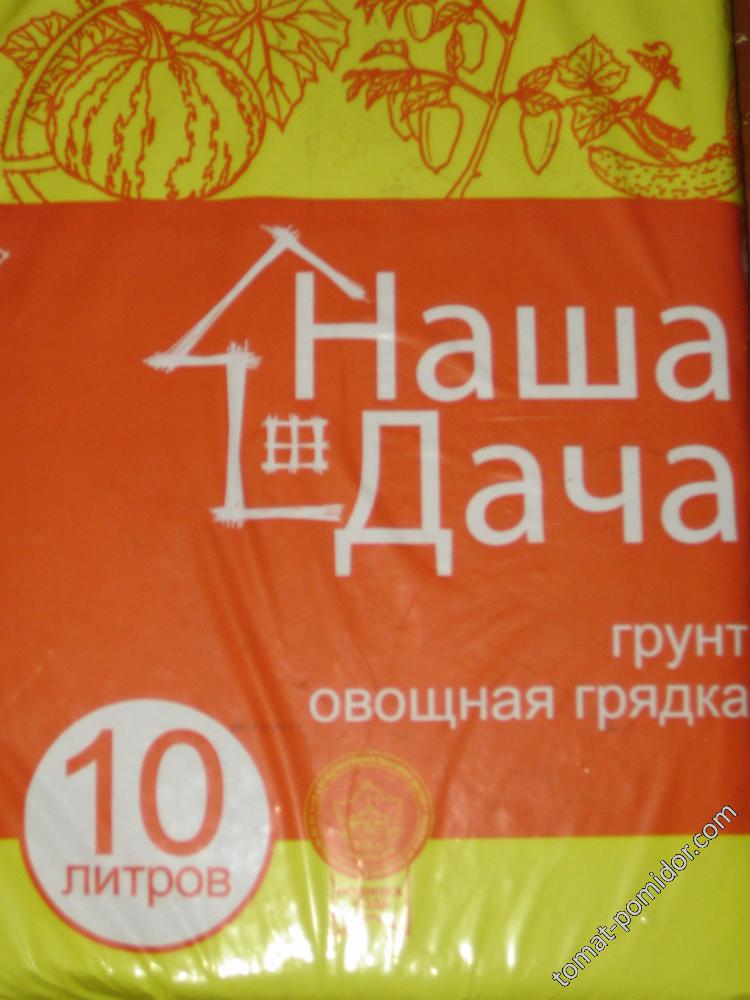 Наша
Дача
грунт
овощная грядка
10
литров
tomat-pomidor.com